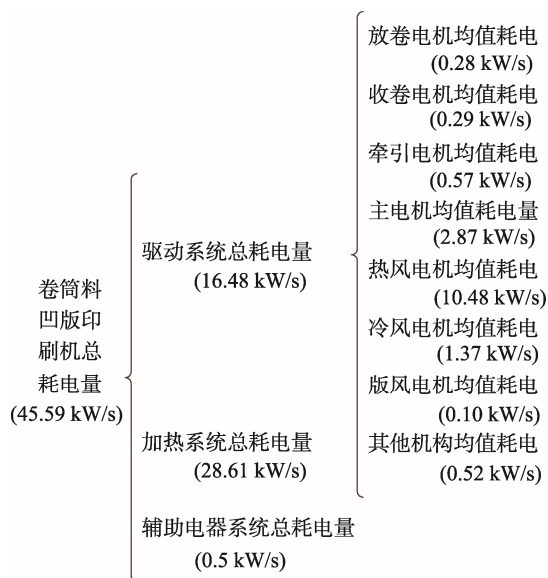 卷筒料
凹版印
刷机总
耗电量
(45.59 kW/s)
驱动系统总耗电量
(16.48 kW/s)
放卷电机均值耗电
(0.28 kW/s)
收卷电机均值耗电
(0.29 kW/s)
牵引电机均值耗电
(0.57 kW/s)
主电机均值耗电量
(2.87 kW/s)
热风电机均值耗电
(10.48 kW/s)
冷风电机均值耗电
(1.37 kW/s)
版风电机均值耗电
(0.10 kW/s)
其他机构均值耗电
(0.52 kW/s)
加热系统总耗电量
(28.61 kW/s)
辅助电器系统总耗电量
(0.5 kW/s)